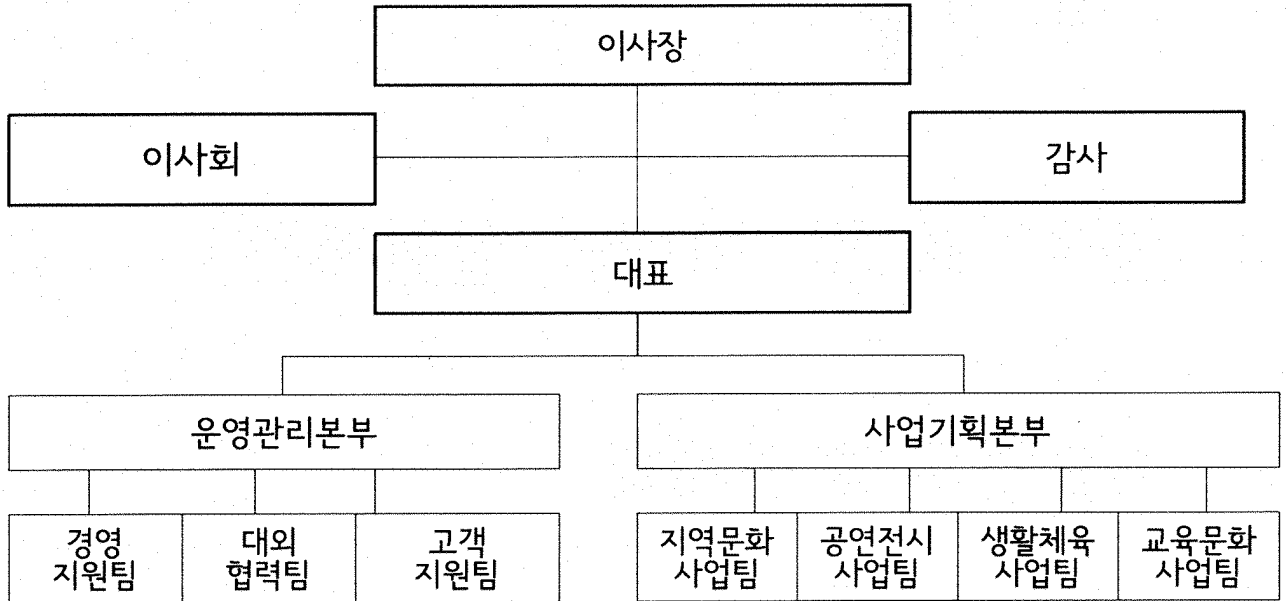 이사장
이사회
감사
대표
운영관리본부
사업기획본부
경영
지원팀
대외
협력팀
고객
지원팀
지역문화
사업팀
공연전시
사업팀
생활체육
사업팀
교육문화
사업팀